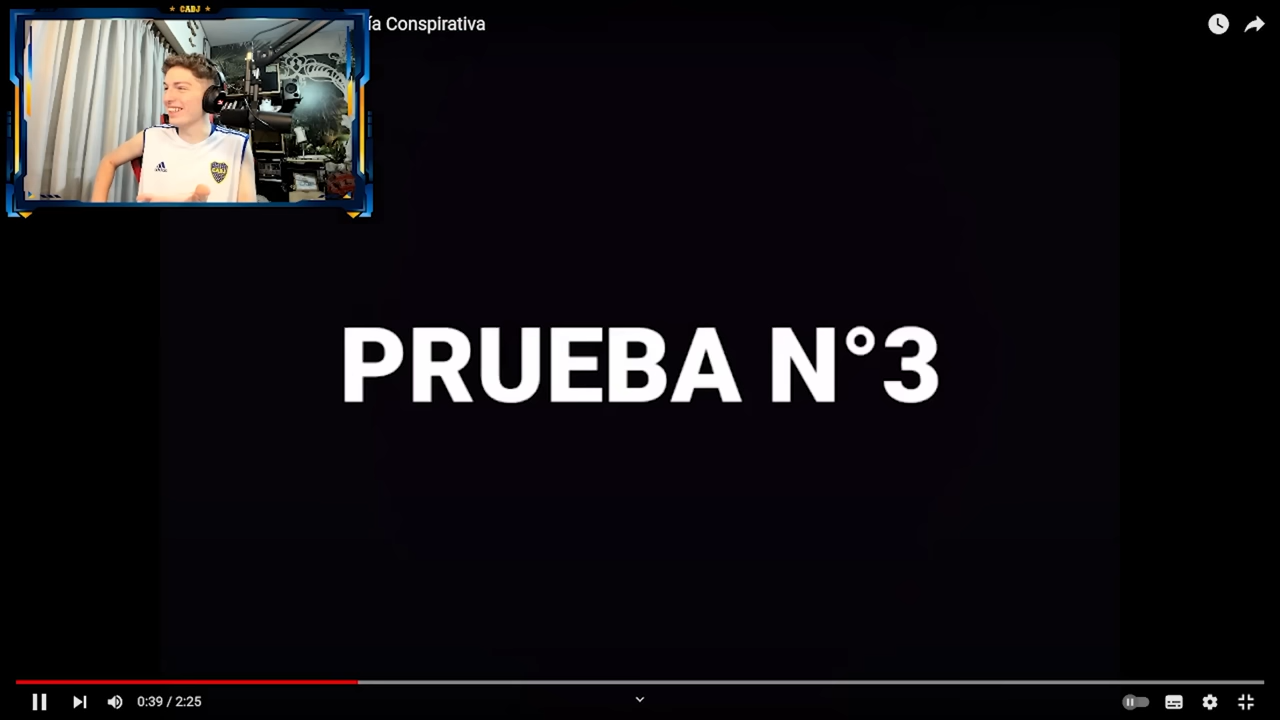 ★ CABJ ★
ía Conspirativa
PRUEBA N°3
0:39 / 2:25